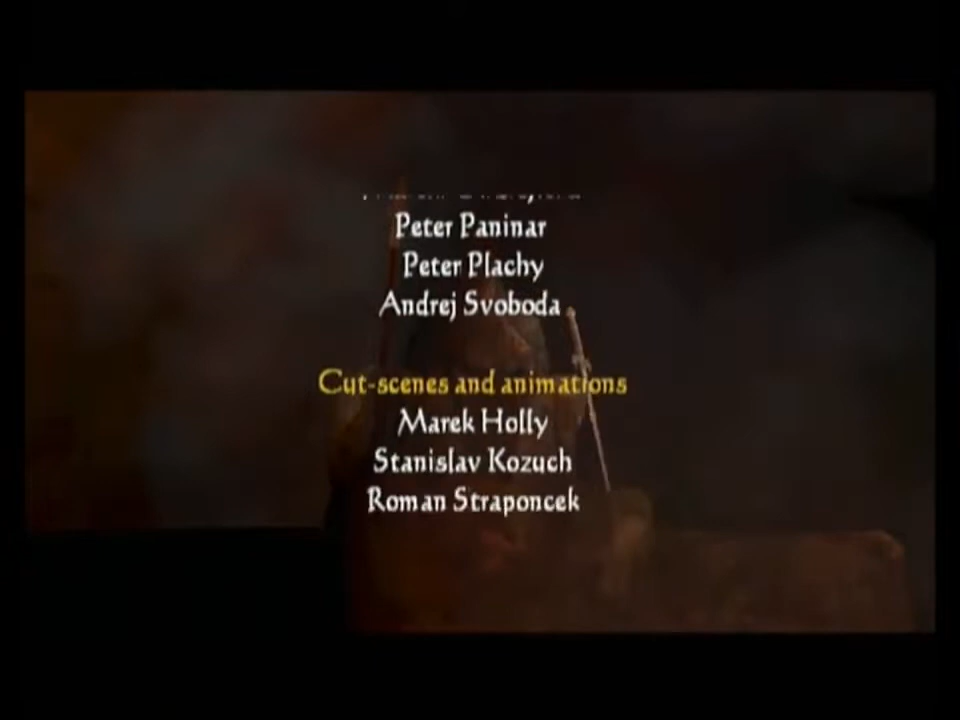 Peter Paninar
Peter Plachy
Andrej Svoboda
Cut-scenes and animations
Marek Holly
Stanislav Kozuch
Roman Straponcek